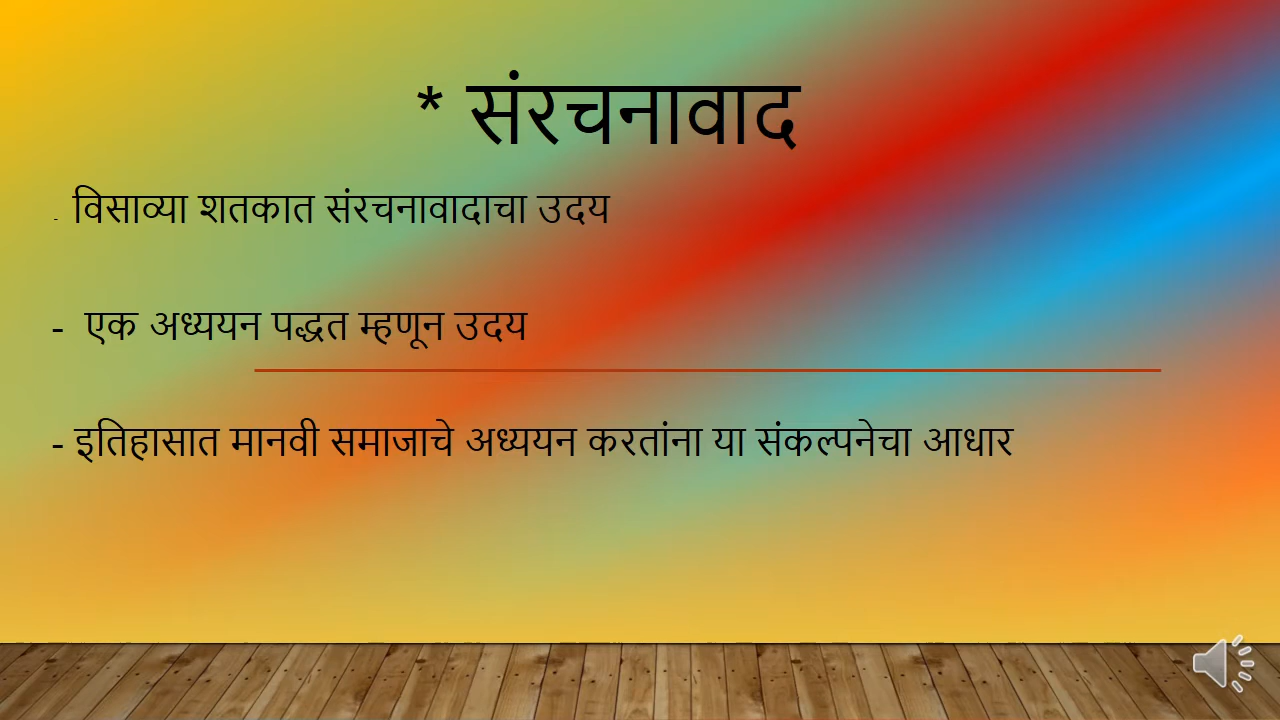 * संरचनावाद
. विसाव्या शतकात संरचनावादाचा उदय
- एक अध्ययन पद्धत म्हणून उदय
- इतिहासात मानवी समाजाचे अध्ययन करतांना या संकल्पनेचा आधार